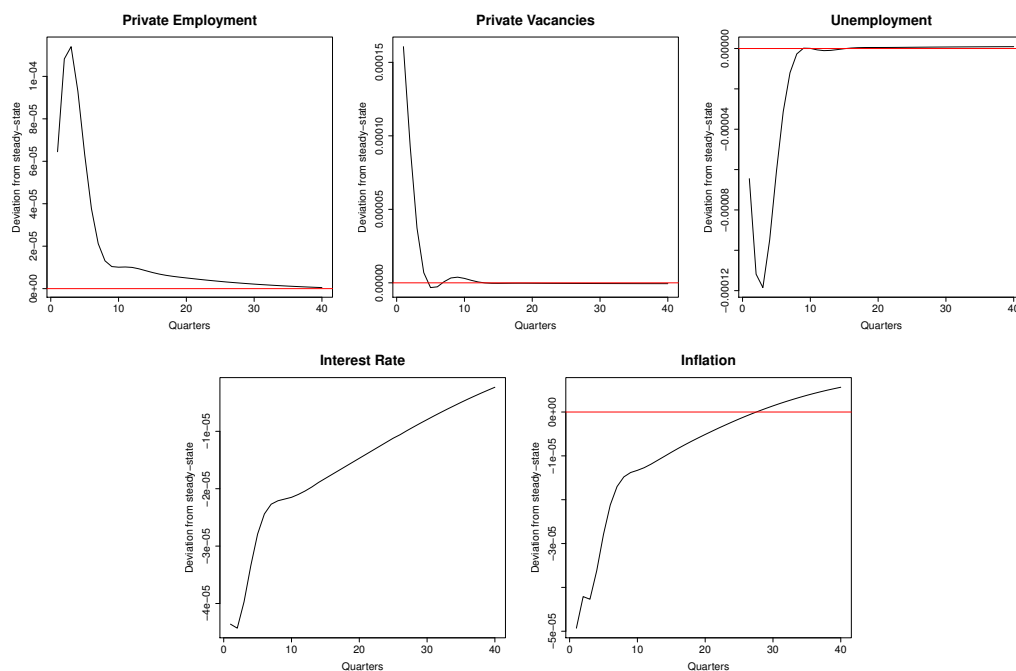 Private Employment
Deviation from steady−state
0e+00 2e−05 4e−05 6e−05 8e−05 1e−04
0 10 20 30 40
Quarters
Private Vacancies
Deviation from steady−state
0.00000 0.00005 0.00010 0.00015
0 10 20 30 40
Quarters
Unemployment
Deviation from steady−state
−0.00012 −0.00008 −0.00004 0.00000
0 10 20 30 40
Quarters
Interest Rate
Deviation from steady−state
−4e−05 −3e−05 −2e−05 −1e−05
0 10 20 30 40
Quarters
Inflation
Deviation from steady−state
−5e−05 −3e−05 −1e−05 0e+00
0 10 20 30 40
Quarters